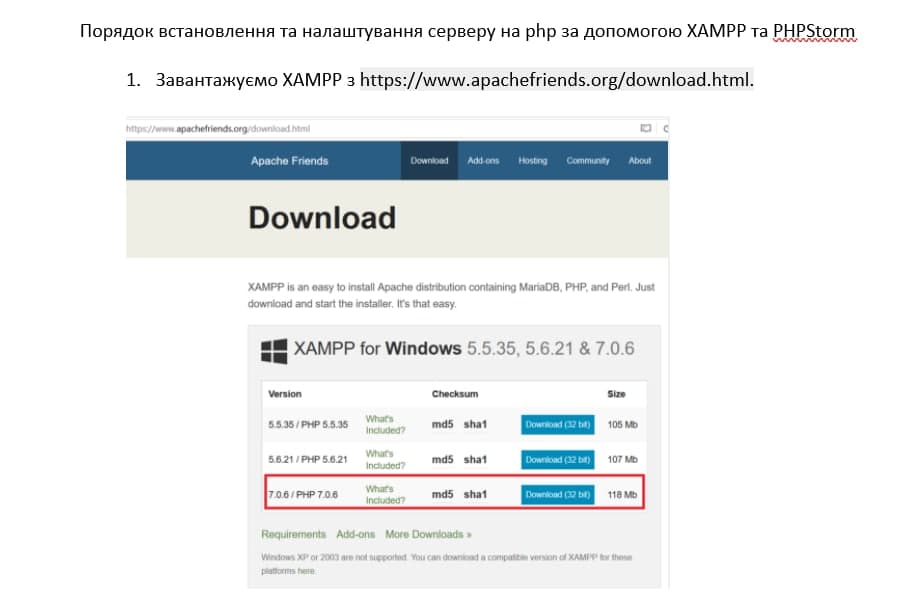 Порядок встановлення та налаштування серверу на php за допомогою XAMPP та PHPStorm
1. Завантажуємо XAMPP з https://www.apachefriends.org/download.html.
https://www.apachefriends.org/download.html
Apache Friends Download Add-ons Hosting Community About
Download
XAMPP is an easy to install Apache distribution containing MariaDB, PHP, and Perl. Just
download and start the installer. It's that easy.
XAMPP for Windows 5.5.35, 5.6.21 & 7.0.6
Version Checksum Size
5.5.35 / PHP 5.5.35 What's Included? md5 sha1 Download (32 bit) 105 Mb
5.6.21 / PHP 5.6.21 What's Included? md5 sha1 Download (32 bit) 107 Mb
7.0.6 / PHP 7.0.6 What's Included? md5 sha1 Download (32 bit) 118 Mb
Requirements Add-ons More Downloads »
Windows XP or 2003 are not supported. You can download a compatible version of XAMPP for these
platforms here.